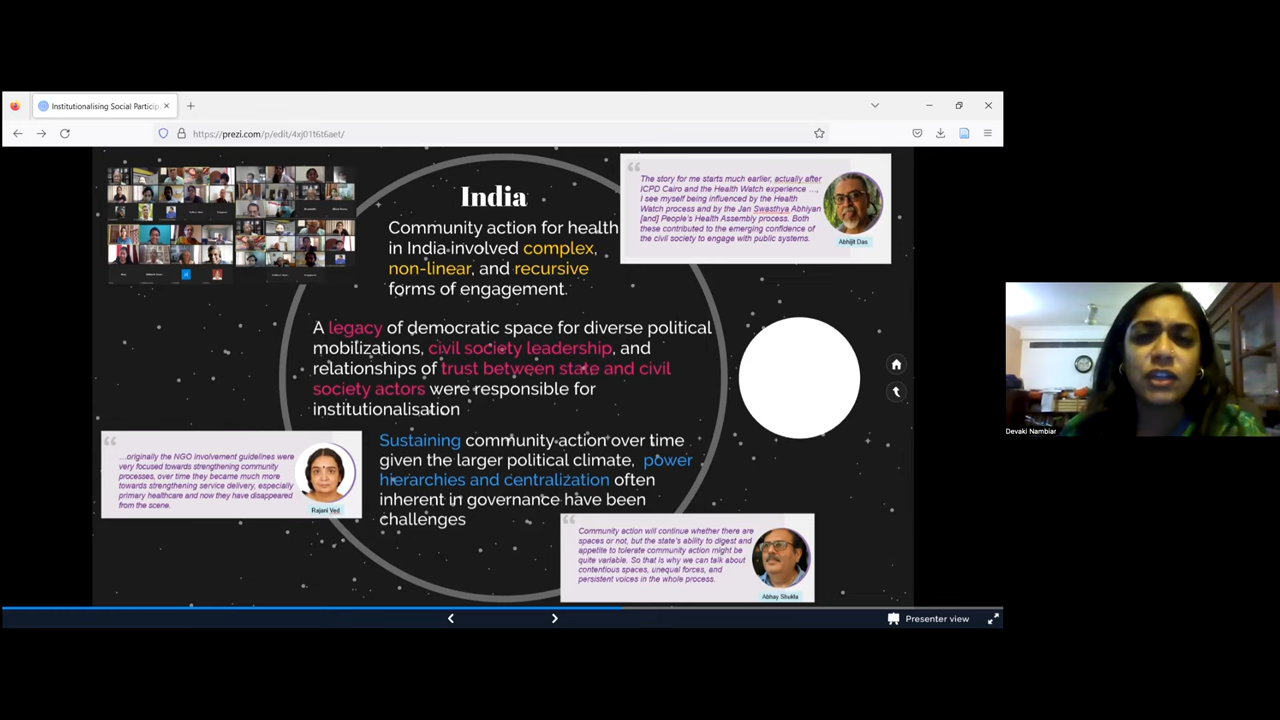 Institutionalising Social Particip
https://prezi.com/p/edit/4xj01t6t6aet/
India
Community action for health
in India involved complex,
non-linear, and recursive
forms of engagement.
The story for me starts much earlier, actually after
ICPD Cairo and the Health Watch experience …,
I see myself being influenced by the Health
Watch process and by the Jan Swasthya Abhiyan
[and] People's Health Assembly process. Both
these contributed to the emerging confidence of
the civil society to engage with public systems.
Abhijit Das
A legacy of democratic space for diverse political
mobilizations, civil society leadership, and
relationships of trust between state and civil
society actors were responsible for
institutionalisation
…originally the NGO involvement guidelines were
very focused towards strengthening community
processes, over time they became much more
towards strengthening service delivery, especially
primary healthcare and now they have disappeared
from the scene.
Rajani Ved
Sustaining community action over time
given the larger political climate, power
hierarchies and centralization often
inherent in governance have been
challenges
Community action will continue whether there are
spaces or not, but the state's ability to digest and
appetite to tolerate community action might be
quite variable. So that is why we can talk about
contentious spaces, unequal forces, and
persistent voices in the whole process.
Abhay Shukla
Presenter view
Devaki Nambiar